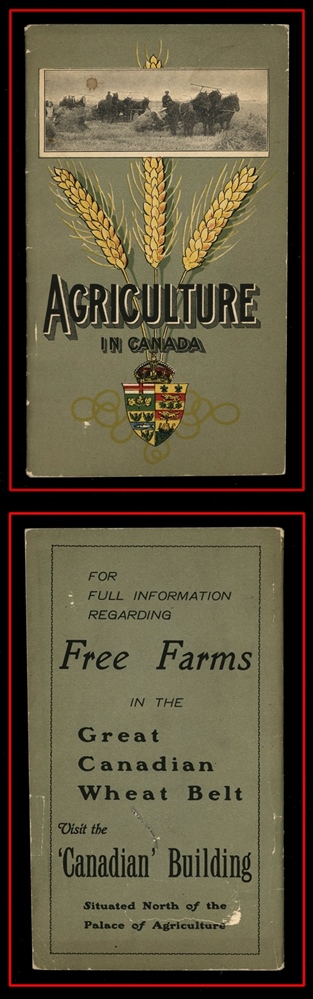 AGRICULTURE
IN CANADA
FOR
FULL INFORMATION
REGARDING
Free Farms
IN THE
Great
Canadian
Wheat Belt
Visit the
'Canadian' Building
Situated North of the
Palace of Agriculture